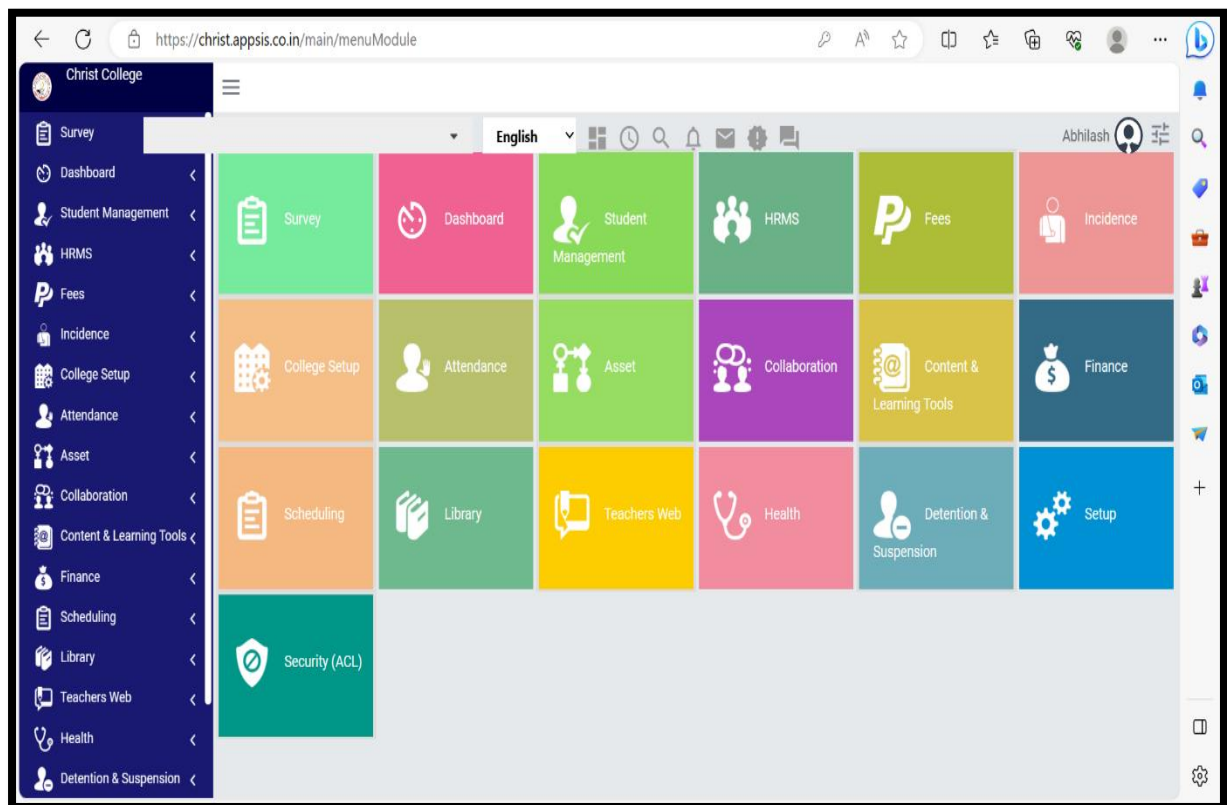 https://christ.appsis.co.in/main/menuModule
Christ College
Survey
Dashboard
Student Management
HRMS
Fees
Incidence
College Setup
Attendance
Asset
Collaboration
Content & Learning Tools
Finance
Scheduling
Library
Teachers Web
Health
Detention & Suspension
English
Abhilash
Survey
Dashboard
Student
Management
HRMS
Fees
Incidence
College Setup
Attendance
Asset
Collaboration
Content &
Learning Tools
Finance
Scheduling
Library
Teachers Web
Health
Detention &
Suspension
Setup
Security (ACL)